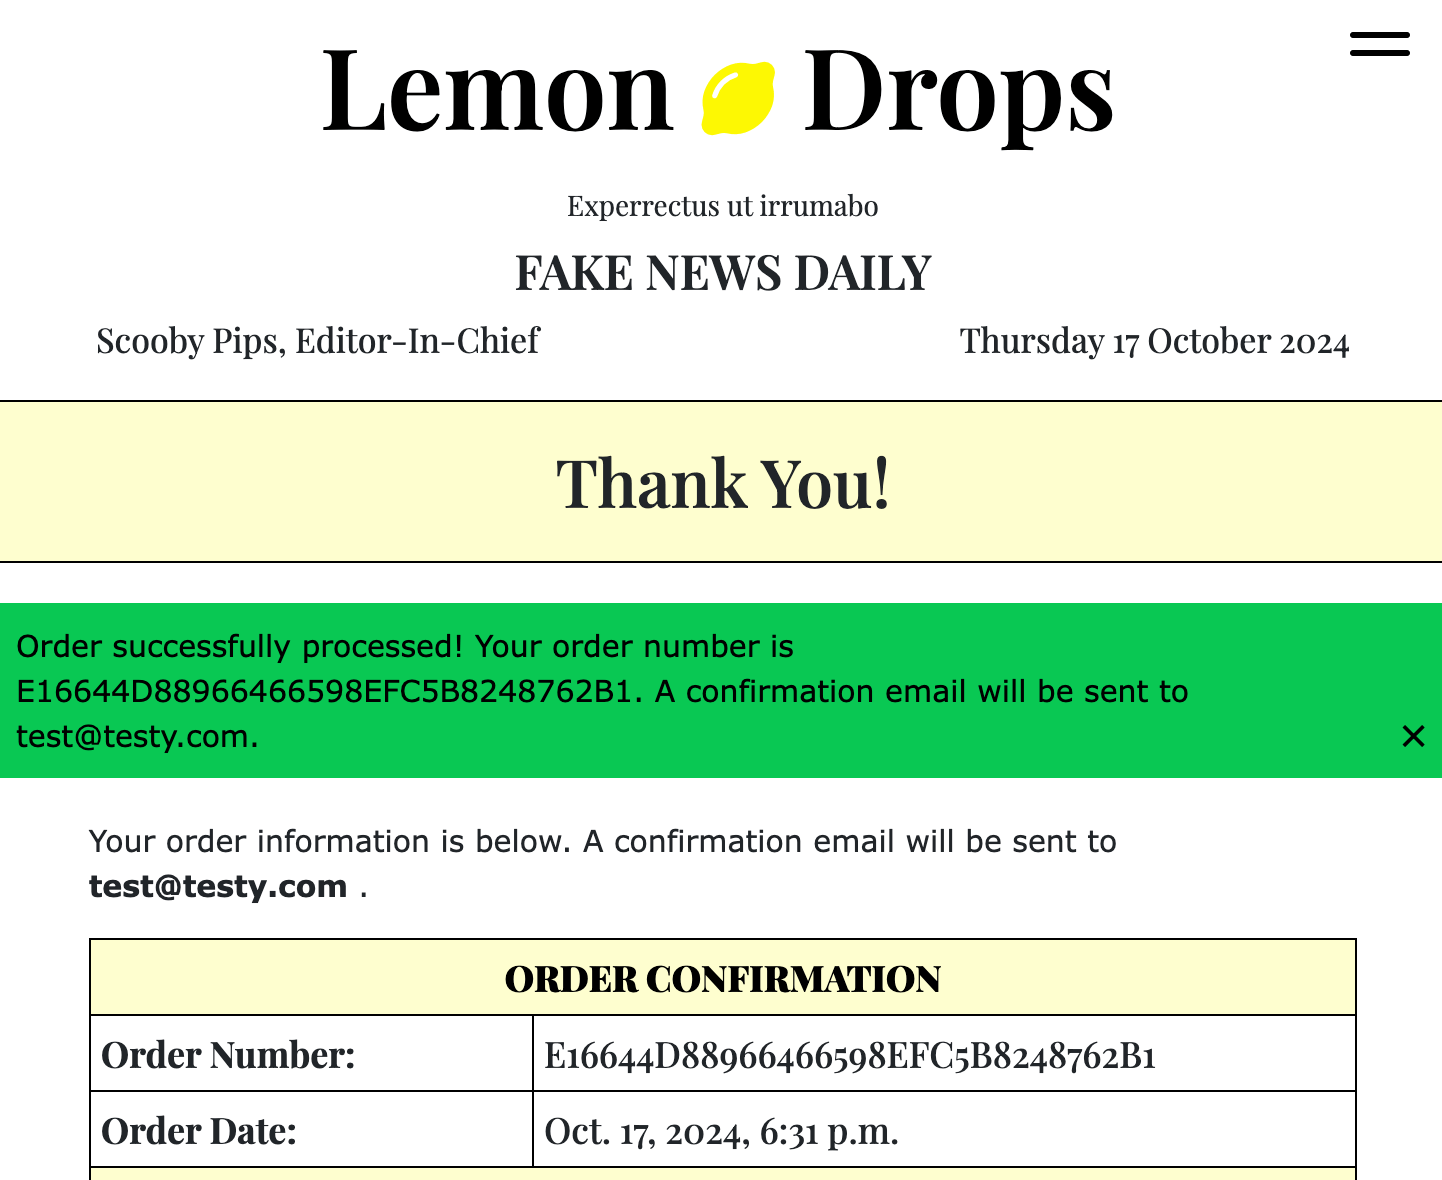 Lemon Drops
Experrectus ut irrumabo
FAKE NEWS DAILY
Scooby Pips, Editor-In-Chief Thursday 17 October 2024
Thank You!
Order successfully processed! Your order number is
E16644D88966466598EFC5B8248762B1. A confirmation email will be sent to
test@testy.com.
Your order information is below. A confirmation email will be sent to
test@testy.com .
ORDER CONFIRMATION
Order Number: E16644D88966466598EFC5B8248762B1
Order Date: Oct. 17, 2024, 6:31 p.m.